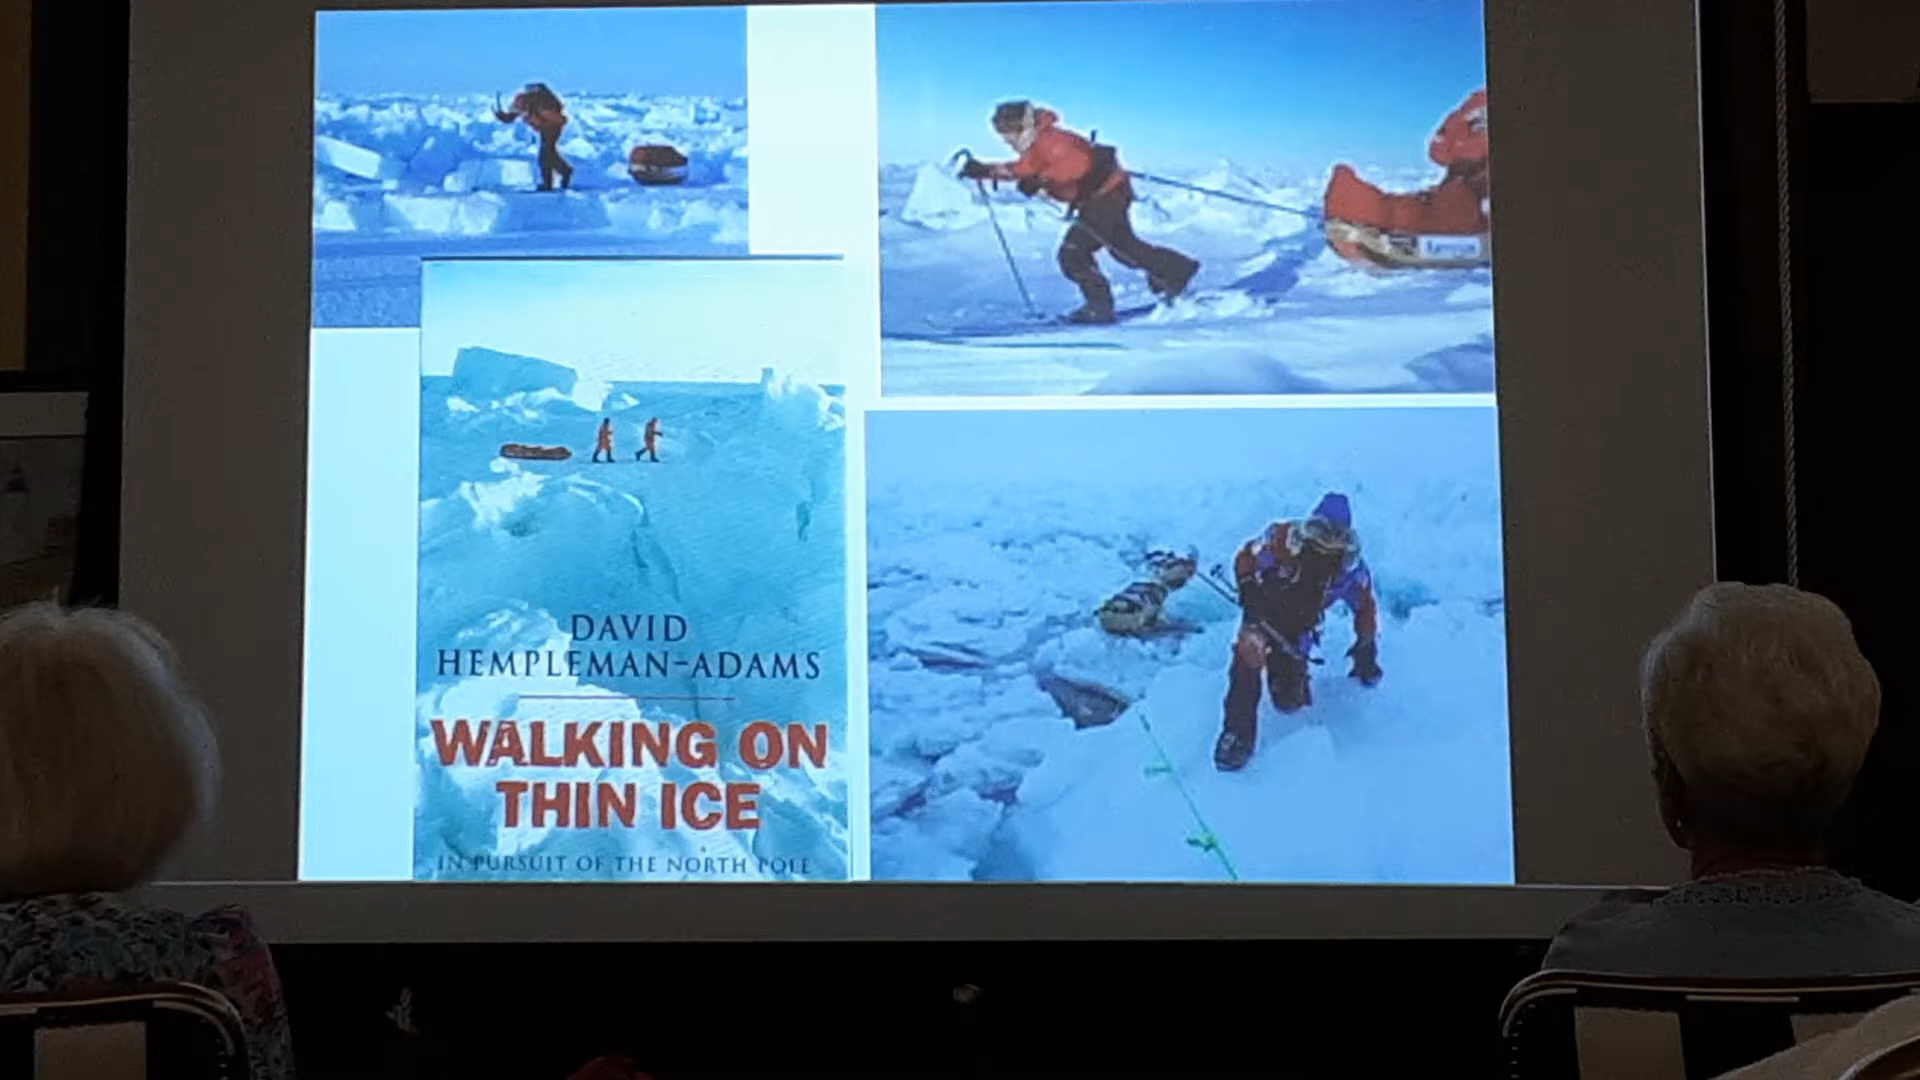 DAVID
HEMPLEMAN-ADAMS
WALKING ON
THIN ICE
IN PURSUIT OF THE NORTH POLE